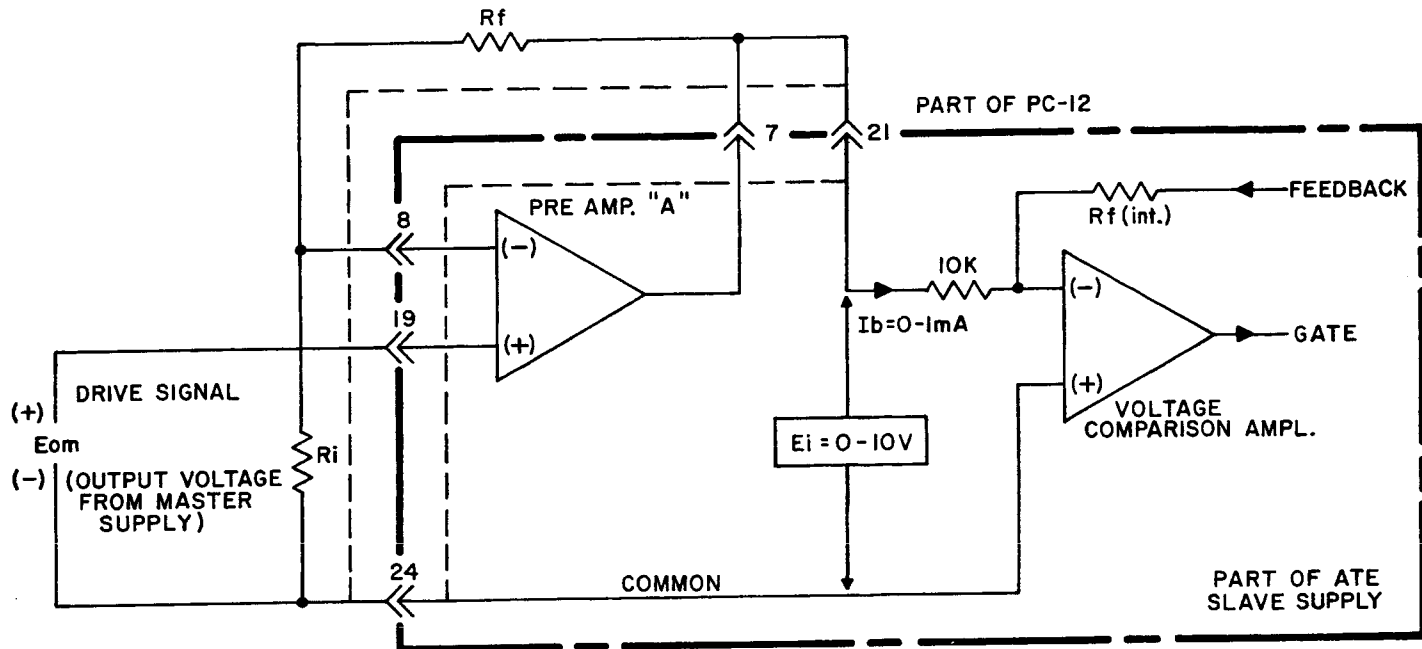 Rf
PART OF PC-12
7
21
PRE AMP. "A"
FEEDBACK
Rf (int.)
8
(-)
10K
(-)
19
Ib=0-1mA
(+)
GATE
DRIVE SIGNAL
(+)
Eom
(-)
(OUTPUT VOLTAGE
FROM MASTER
SUPPLY)
Ri
(+)
VOLTAGE
COMPARISON AMPL.
Ei = 0-10V
24
COMMON
PART OF ATE
SLAVE SUPPLY